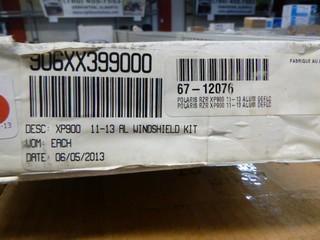 906XX399000
67-12076
POLARIS RZR XP900 11-13 ALUM DEFLC
POLARIS RZR XP900 11-13 ALUM DEFLC
FABRIQUE AU
DESC: XP900 11-13 AL WINDSHIELD KIT
UOM: EACH
DATE: 06/05/2013